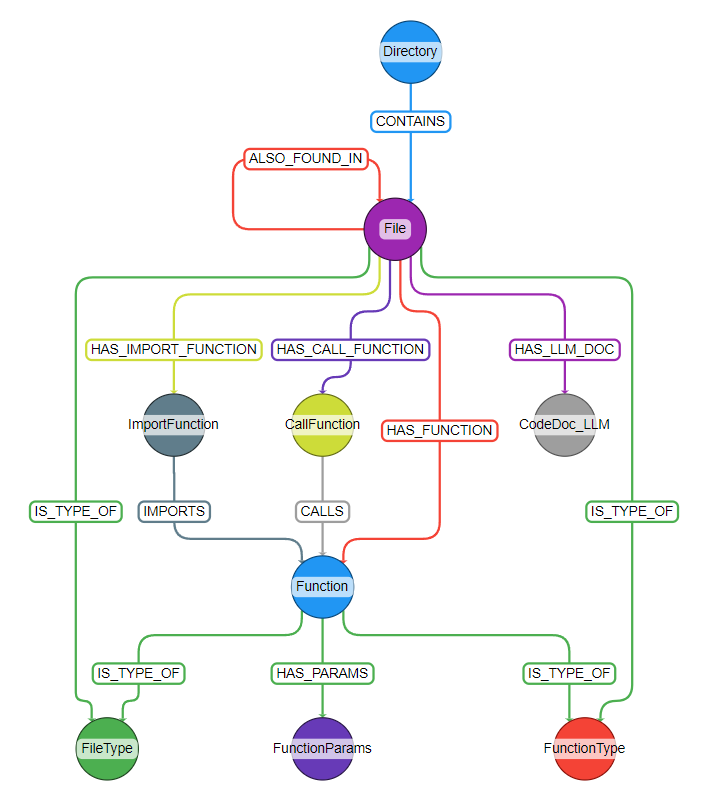 Directory
CONTAINS
ALSO_FOUND_IN
File
HAS_IMPORT_FUNCTION
HAS_CALL_FUNCTION
HAS_LLM_DOC
ImportFunction
CallFunction
HAS_FUNCTION
CodeDoc_LLM
IS_TYPE_OF
IMPORTS
CALLS
IS_TYPE_OF
Function
IS_TYPE_OF
HAS_PARAMS
IS_TYPE_OF
FileType
FunctionParams
FunctionType